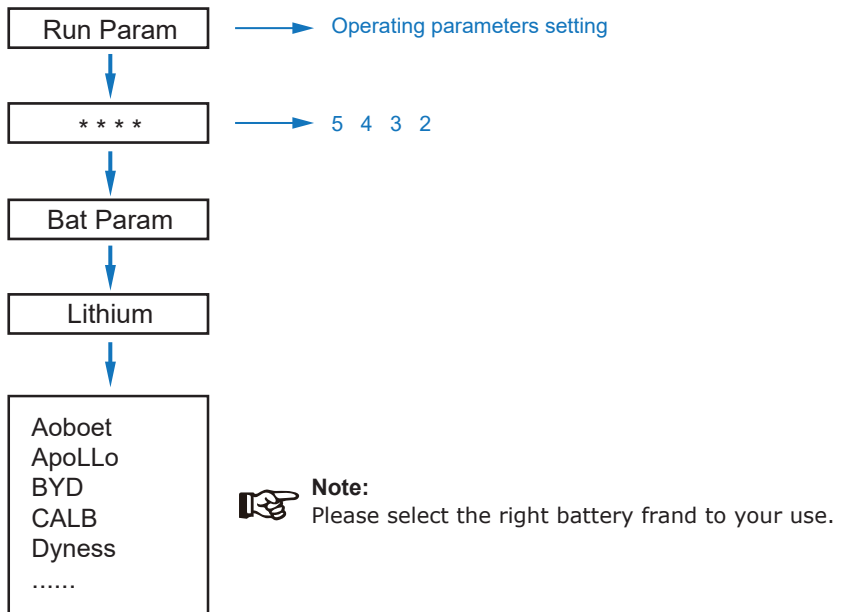 Run Param
Operating parameters setting
* * * *
5 4 3 2
Bat Param
Lithium
Aoboet
ApoLLo
BYD
CALB
Dyness
......
Note:
Please select the right battery frand to your use.